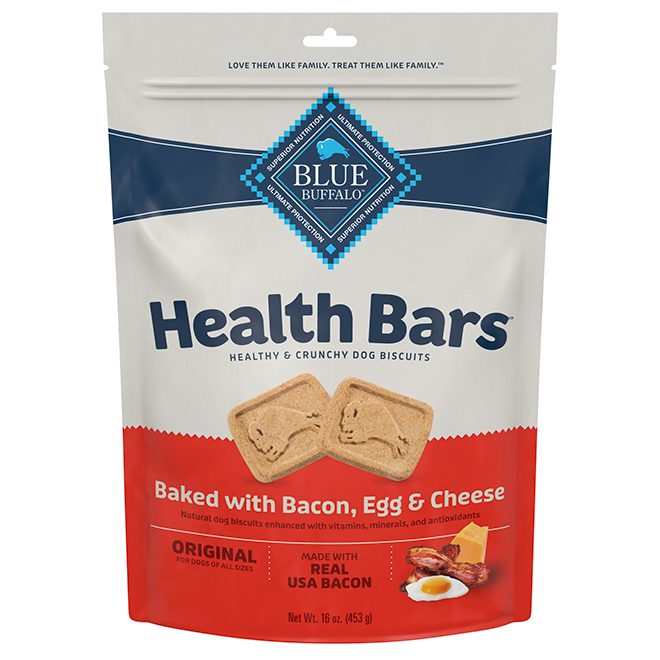 LOVE THEM LIKE FAMILY. TREAT THEM LIKE FAMILY.™
SUPERIOR NUTRITION
ULTIMATE PROTECTION
BLUE
BUFFALO™
ULTIMATE PROTECTION
SUPERIOR NUTRITION
Health Bars™
HEALTHY & CRUNCHY DOG BISCUITS
Baked with Bacon, Egg & Cheese
Natural dog biscuits enhanced with vitamins, minerals, and antioxidants
ORIGINAL
FOR DOGS OF ALL SIZES
MADE WITH
REAL
USA BACON
Net Wt. 16 oz. (453 g)